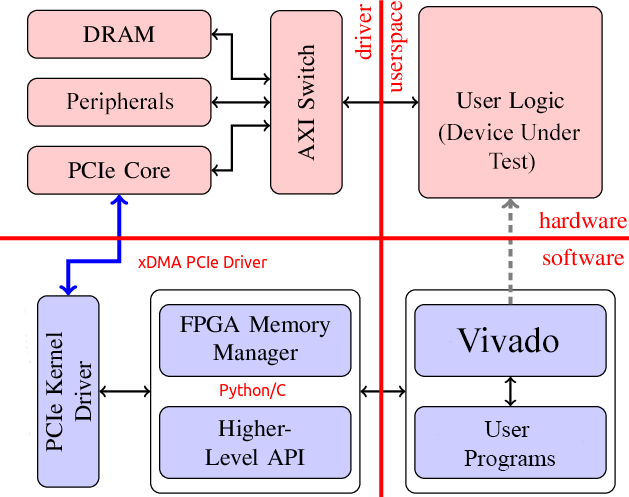 DRAM
Peripherals
PCIe Core
AXI Switch
driver
userspace
User Logic
(Device Under
Test)
hardware
software
xDMA PCIe Driver
PCIe Kernel
Driver
FPGA Memory
Manager
Python/C
Higher-
Level API
Vivado
User
Programs